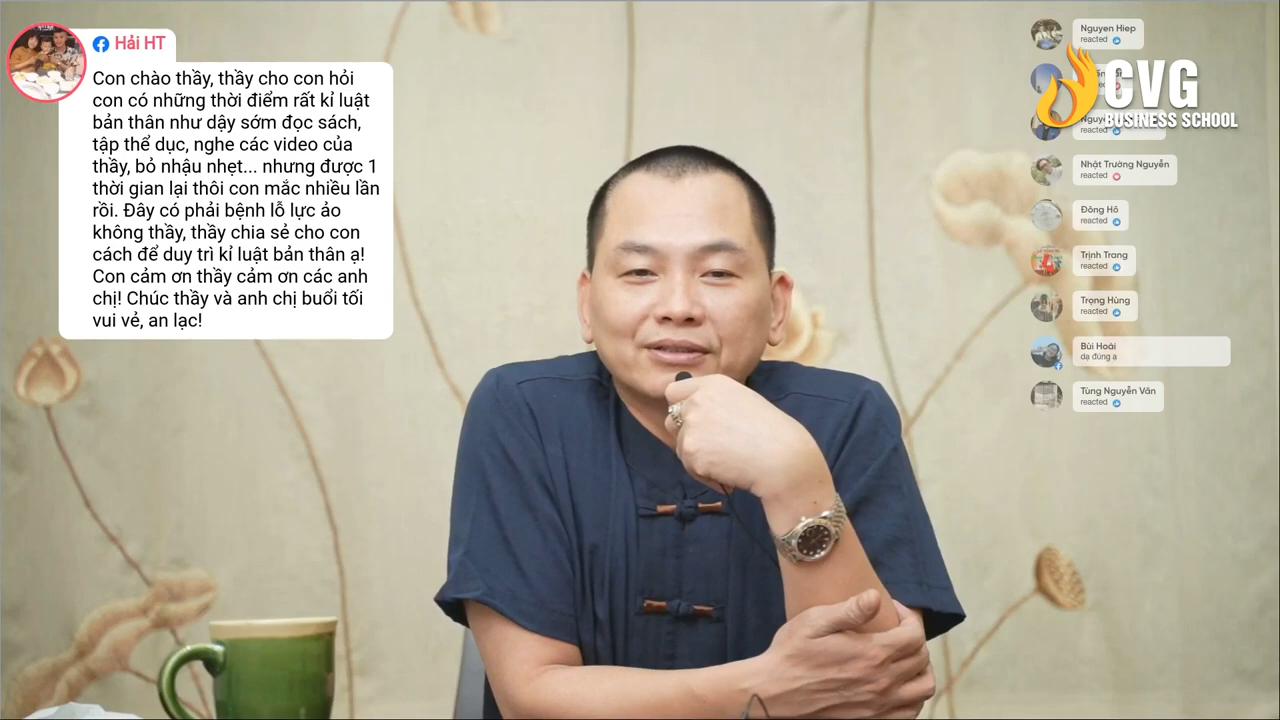 Hải HT
Con chào thầy, thầy cho con hỏi
con có những thời điểm rất kỉ luật
bản thân như dậy sớm đọc sách,
tập thể dục, nghe các video của
thầy, bỏ nhậu nhẹt... nhưng được 1
thời gian lại thôi con mắc nhiều lần
rồi. Đây có phải bệnh lỗ lực ảo
không thầy, thầy chia sẻ cho con
cách để duy trì kỉ luật bản thân ạ!
Con cảm ơn thầy cảm ơn các anh
chị! Chúc thầy và anh chị buổi tối
vui vẻ, an lạc!
Nguyen Hiep
reacted
CVG
BUSINESS SCHOOL
reacted
Nhật Trường Nguyễn
reacted
Đông Hồ
reacted
Trịnh Trang
reacted
Trọng Hùng
reacted
Bùi Hoài
dạ đúng ạ
Tùng Nguyễn Văn
reacted